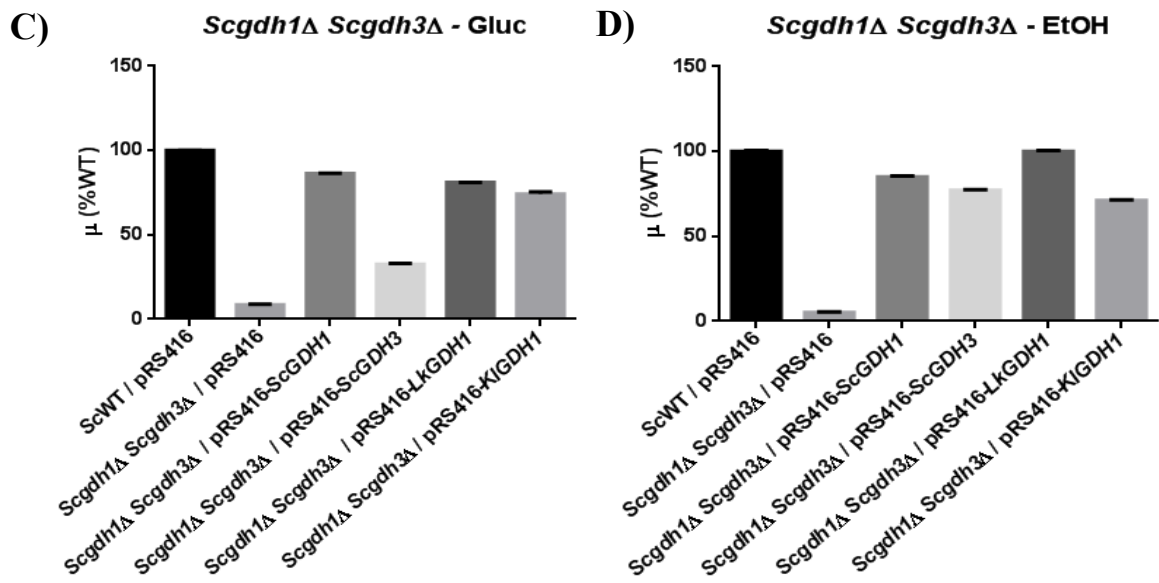 C)
Scgdh1Δ Scgdh3Δ - Gluc
μ (%WT)
150
100
50
0
ScWT / pRS416
Scgdh1Δ Scgdh3Δ / pRS416
Scgdh1Δ Scgdh3Δ / pRS416-ScGDH1
Scgdh1Δ Scgdh3Δ / pRS416-ScGDH3
Scgdh1Δ Scgdh3Δ / pRS416-LkGDH1
Scgdh1Δ Scgdh3Δ / pRS416-KlGDH1
D)
Scgdh1Δ Scgdh3Δ - EtOH
μ (%WT)
150
100
50
0
ScWT / pRS416
Scgdh1Δ Scgdh3Δ / pRS416
Scgdh1Δ Scgdh3Δ / pRS416-ScGDH1
Scgdh1Δ Scgdh3Δ / pRS416-ScGDH3
Scgdh1Δ Scgdh3Δ / pRS416-LkGDH1
Scgdh1Δ Scgdh3Δ / pRS416-KlGDH1